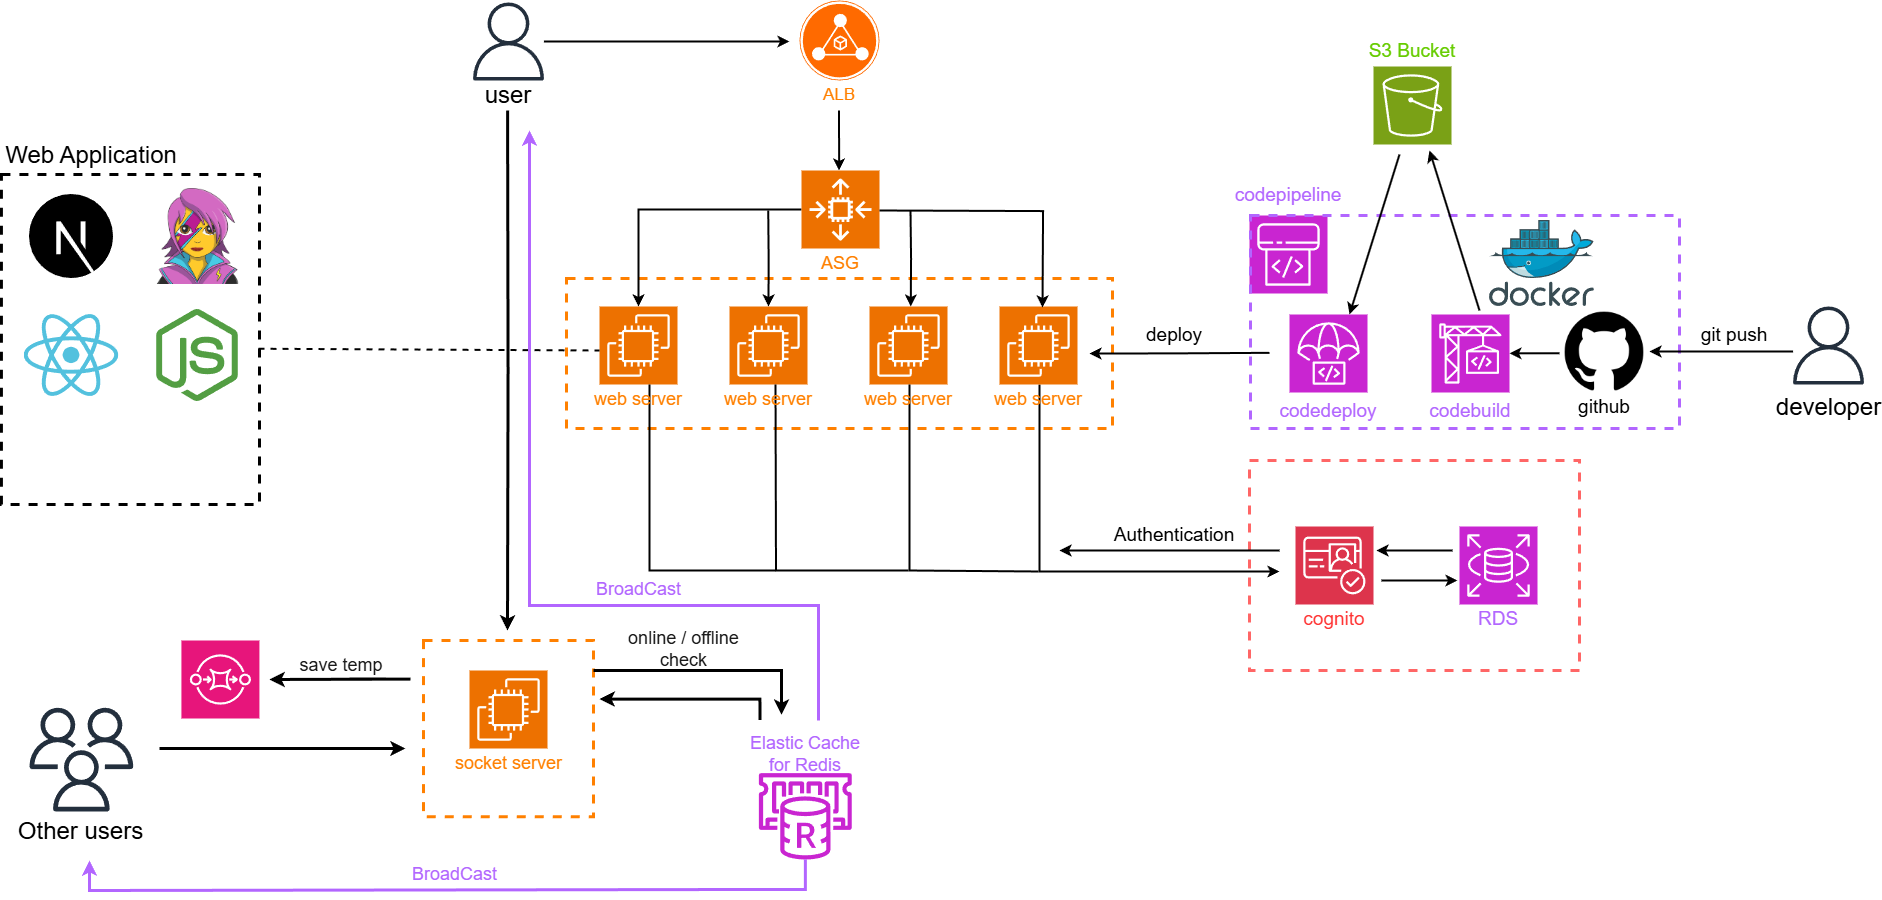 user
ALB
S3 Bucket
Web Application
N
JS
ASG
codepipeline
docker
web server
web server
web server
web server
deploy
codedeploy
codebuild
github
git push
developer
Authentication
cognito
RDS
BroadCast
online / offline
check
save temp
socket server
Elastic Cache
for Redis
R
Other users
BroadCast